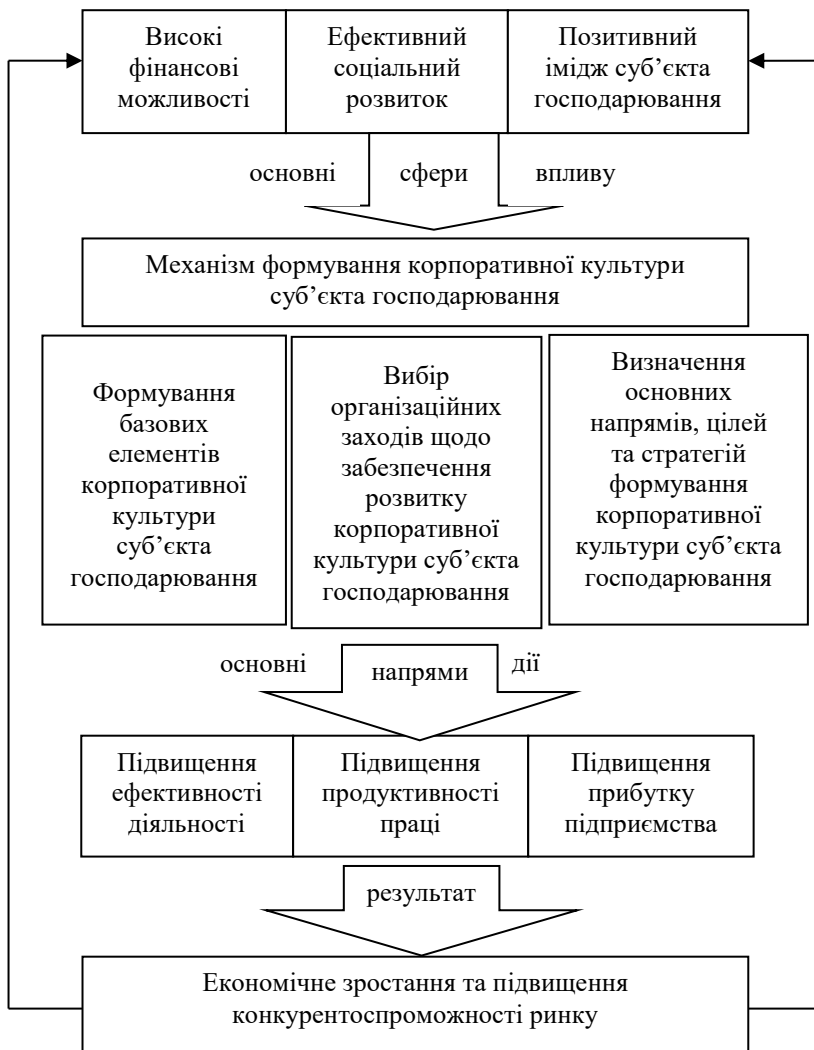 Високі
фінансові
можливості
Ефективний
соціальний
розвиток
Позитивний
імідж суб’єкта
господарювання
основні сфери впливу
Механізм формування корпоративної культури
суб’єкта господарювання
Формування
базових
елементів
корпоративної
культури
суб’єкта
господарювання
Вибір
організаційних
заходів щодо
забезпечення
розвитку
корпоративної
культури суб’єкта
господарювання
Визначення
основних
напрямів, цілей
та стратегій
формування
корпоративної
культури суб’єкта
господарювання
основні напрями дії
Підвищення
ефективності
діяльності
Підвищення
продуктивності
праці
Підвищення
прибутку
підприємства
результат
Економічне зростання та підвищення
конкурентоспроможності ринку